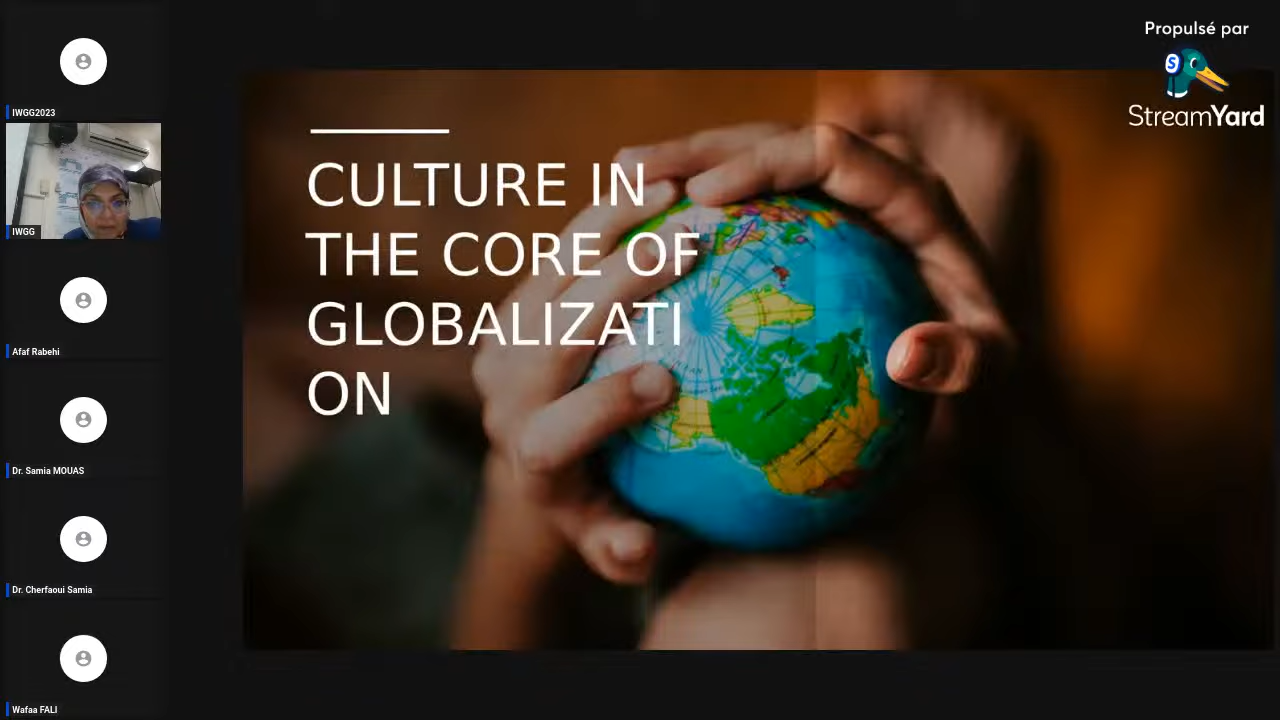 Propulsé par
StreamYard
IWGG2023
IWGG
Afaf Rabehi
Dr. Samia MOUAS
Dr. Cherfaoui Samia
Wafaa FALI
CULTURE IN
THE CORE OF
GLOBALIZATI
ON